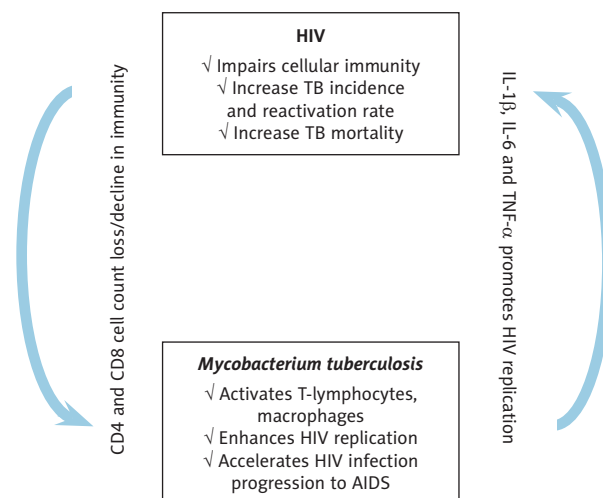 HIV
√ Impairs cellular immunity
√ Increase TB incidence
and reactivation rate
√ Increase TB mortality
CD4 and CD8 cell count loss/decline in immunity
IL-1β, IL-6 and TNF-α promotes HIV replication
Mycobacterium tuberculosis
√ Activates T-lymphocytes,
macrophages
√ Enhances HIV replication
√ Accelerates HIV infection
progression to AIDS